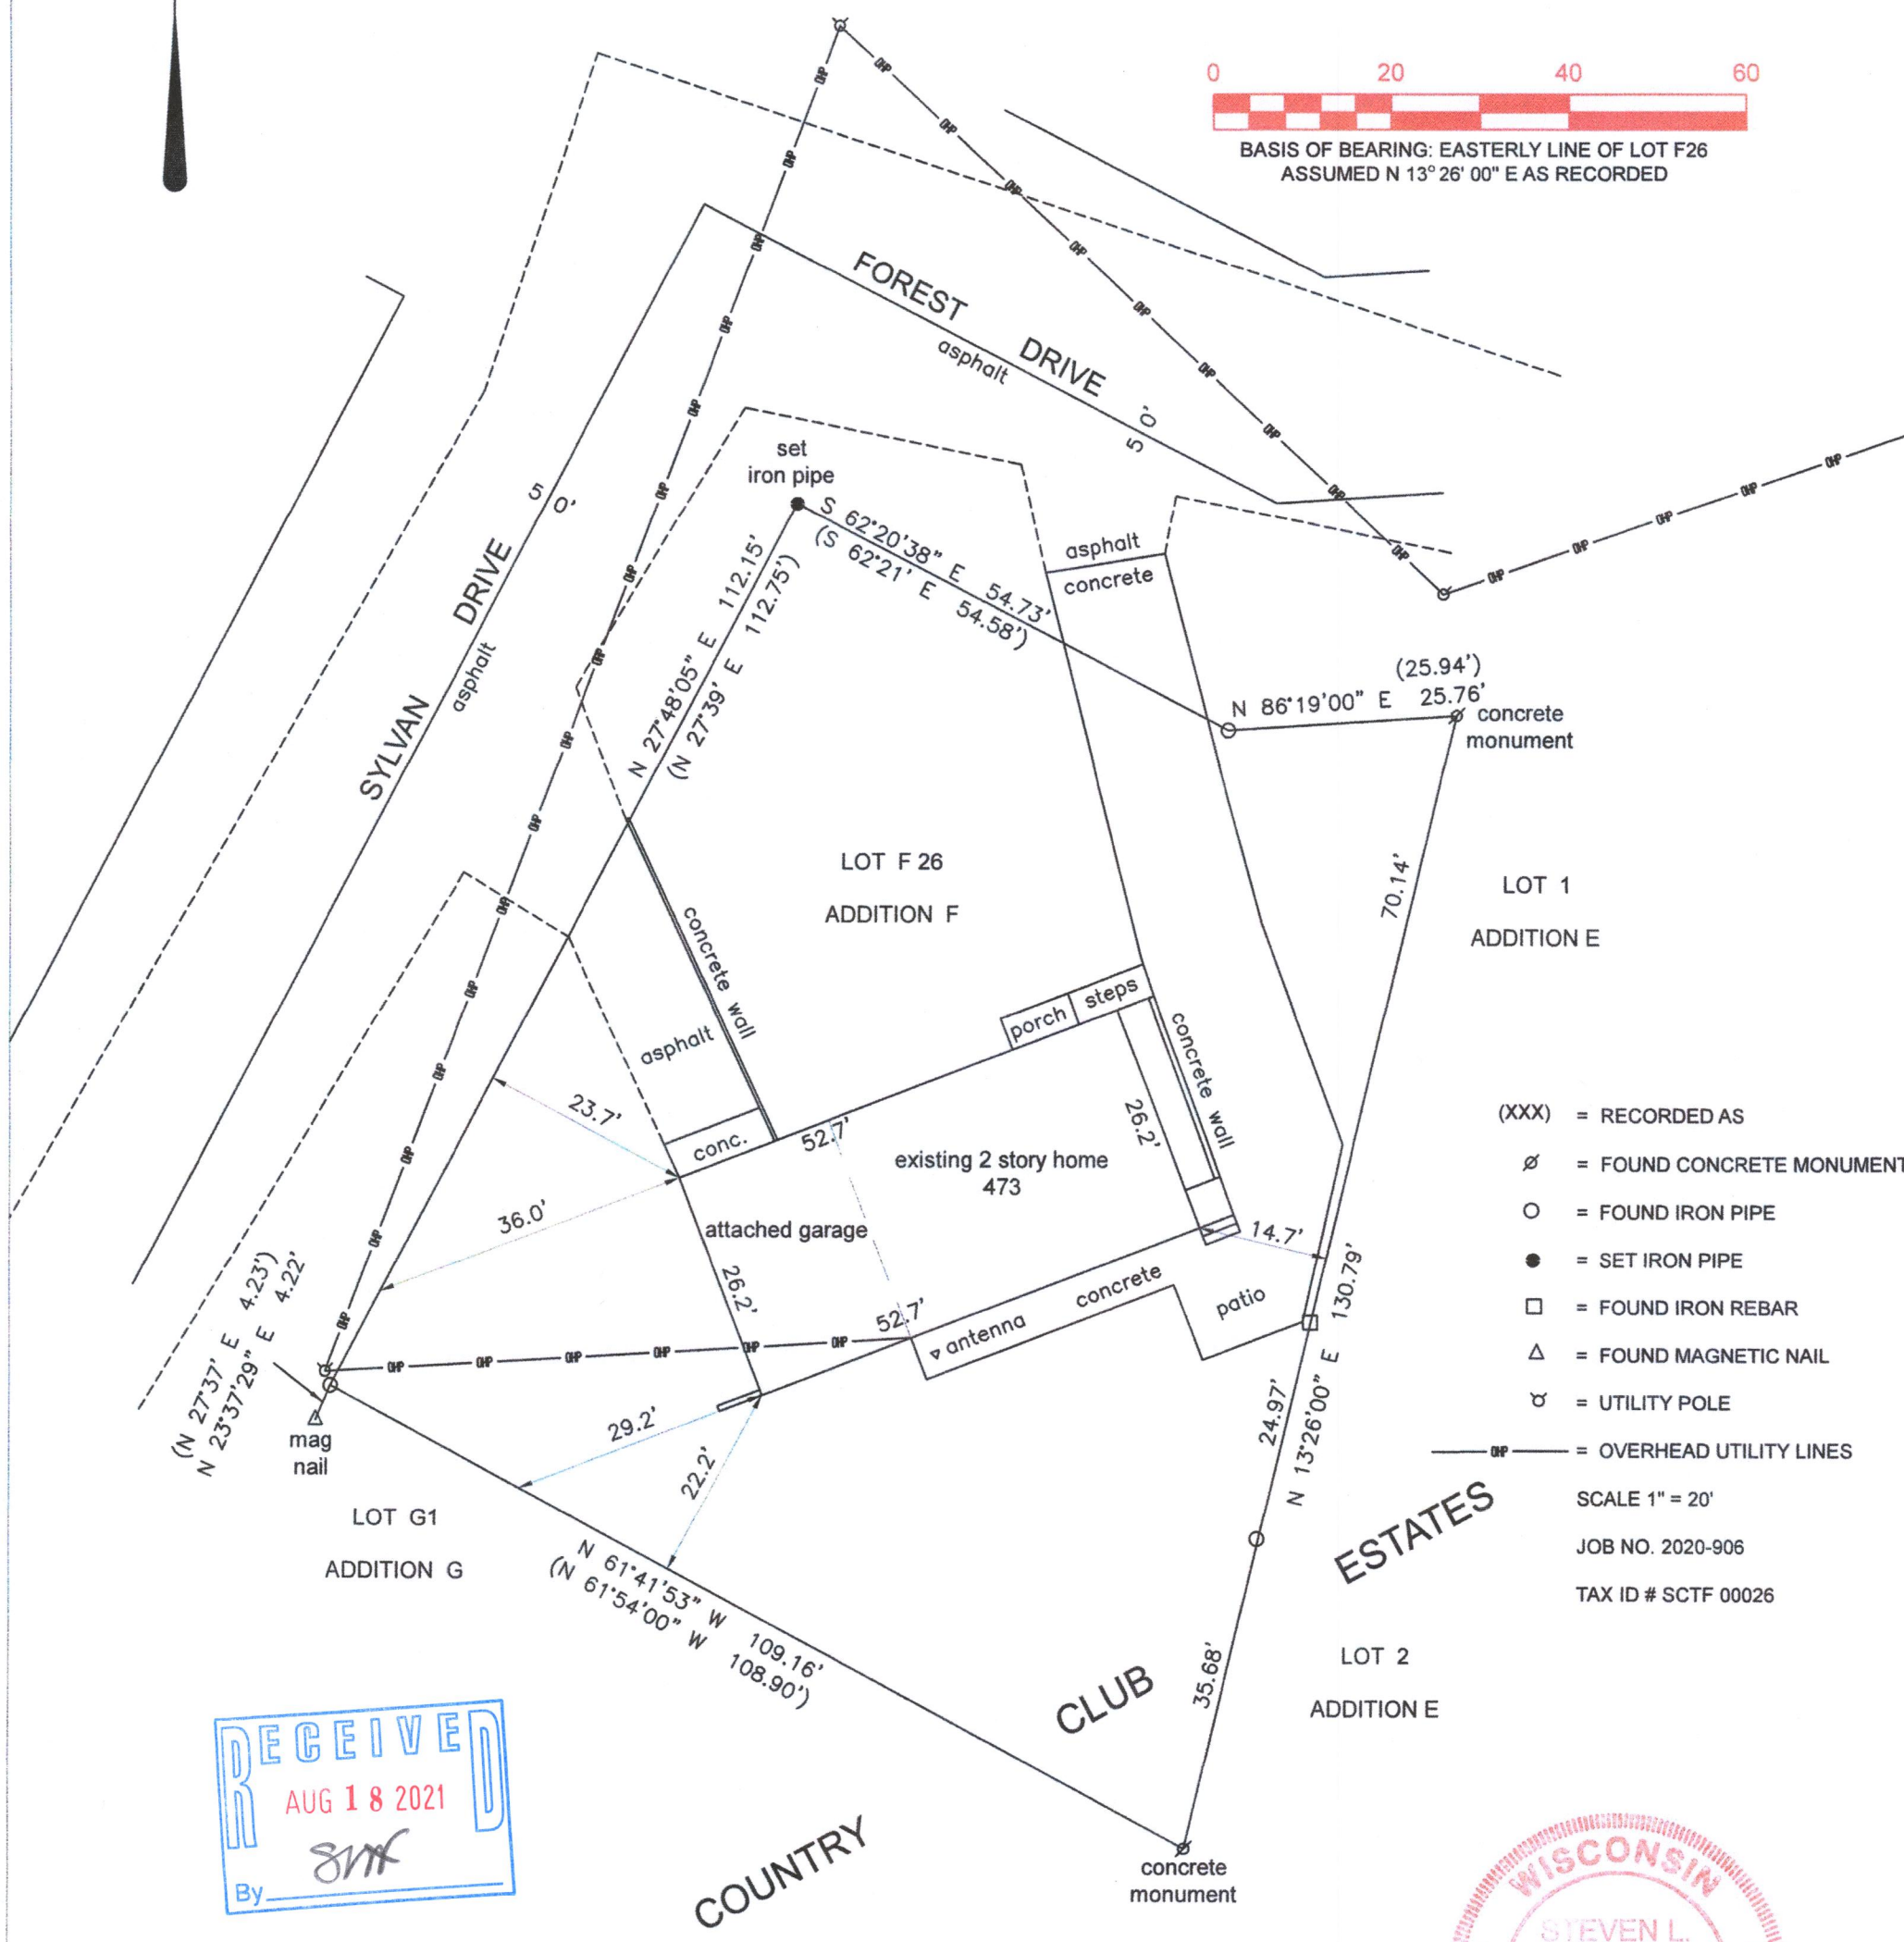 0 20 40 60
BASIS OF BEARING: EASTERLY LINE OF LOT F26
ASSUMED N 13° 26' 00" E AS RECORDED
FOREST DRIVE
asphalt
5 0'
SYLVAN DRIVE
asphalt
5 0'
set
iron pipe
S 62°20'38" E 54.73'
(S 62°21' E 54.58')
asphalt
concrete
N 27°48'05" E 112.15'
(N 27°39' E 112.75')
(25.94')
N 86°19'00" E 25.76'
concrete
monument
70.14'
LOT F 26
ADDITION F
LOT 1
ADDITION E
concrete wall
asphalt
porch
steps
concrete wall
conc.
23.7'
36.0'
52.7'
26.2'
existing 2 story home
473
attached garage
26.2'
14.7'
52.7'
antenna
concrete
patio
130.79'
24.97'
N 13°26'00" E
35.68'
(N 27°37' E 4.23')
N 23°37'29" E 4.22'
mag
nail
29.2'
22.2'
LOT G1
ADDITION G
N 61°41'53" W 109.16'
(N 61°54'00" W 108.90')
COUNTRY CLUB ESTATES
LOT 2
ADDITION E
concrete
monument
(XXX) = RECORDED AS
= FOUND CONCRETE MONUMENT
= FOUND IRON PIPE
= SET IRON PIPE
= FOUND IRON REBAR
= FOUND MAGNETIC NAIL
= UTILITY POLE
OHP = OVERHEAD UTILITY LINES
SCALE 1" = 20'
JOB NO. 2020-906
TAX ID # SCTF 00026
RECEIVED
AUG 18 2021
By
WISCONSIN
STEVEN L.